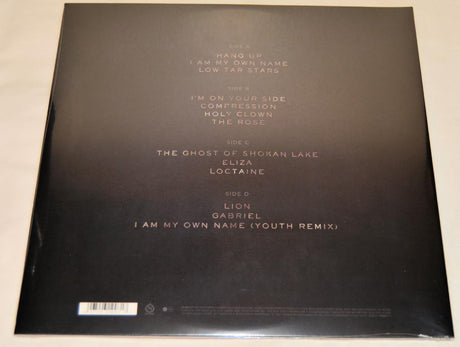 SIDE A
HANG UP
I AM MY OWN NAME
LOW TAR STARS
SIDE B
I'M ON YOUR SIDE
COMPRESSION
HOLY CLOWN
THE ROSE
SIDE C
THE GHOST OF SHOKAN LAKE
ELIZA
LOCTAINE
SIDE D
LION
GABRIEL
I AM MY OWN NAME (YOUTH REMIX)